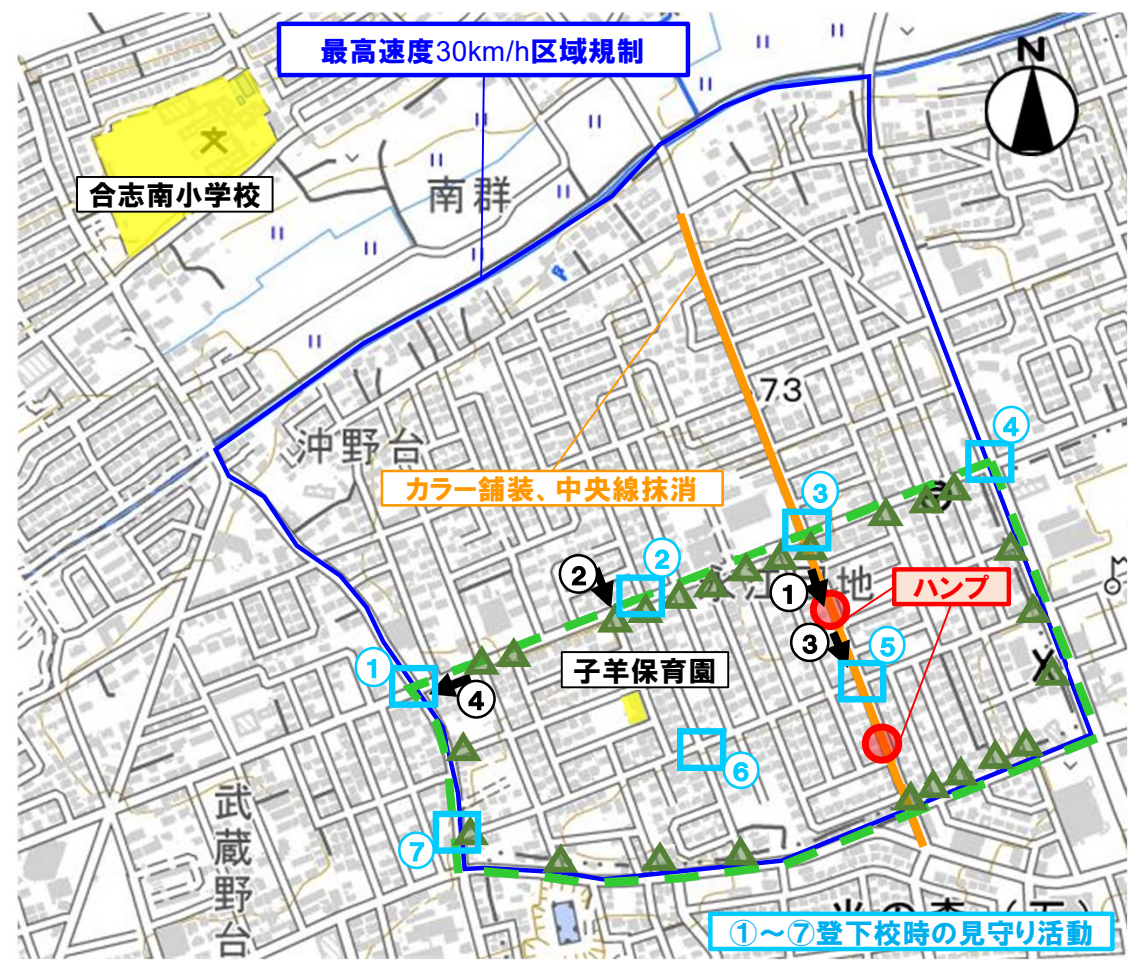 最高速度30km/h区域規制
N
合志南小学校
南群
73
沖野台
④
カラー舗装、中央線抹消
③
②
②
①
ハンプ
③
⑤
子羊保育園
①
④
⑥
武蔵野台
⑦
①～⑦登下校時の見守り活動